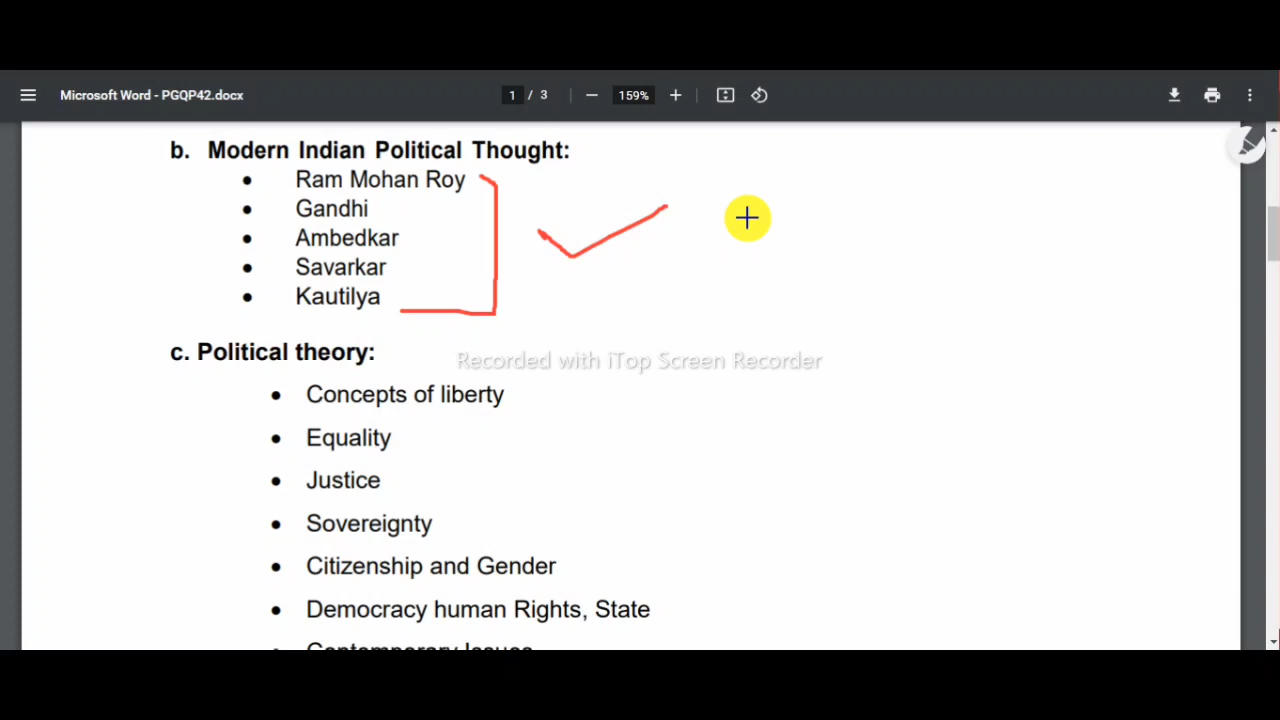 Microsoft Word - PGQP42.docx
1 / 3
159%
b. Modern Indian Political Thought:
• Ram Mohan Roy
• Gandhi
• Ambedkar
• Savarkar
• Kautilya
c. Political theory:
Recorded with iTop Screen Recorder
• Concepts of liberty
• Equality
• Justice
• Sovereignty
• Citizenship and Gender
• Democracy human Rights, State
• Contemporary Issues